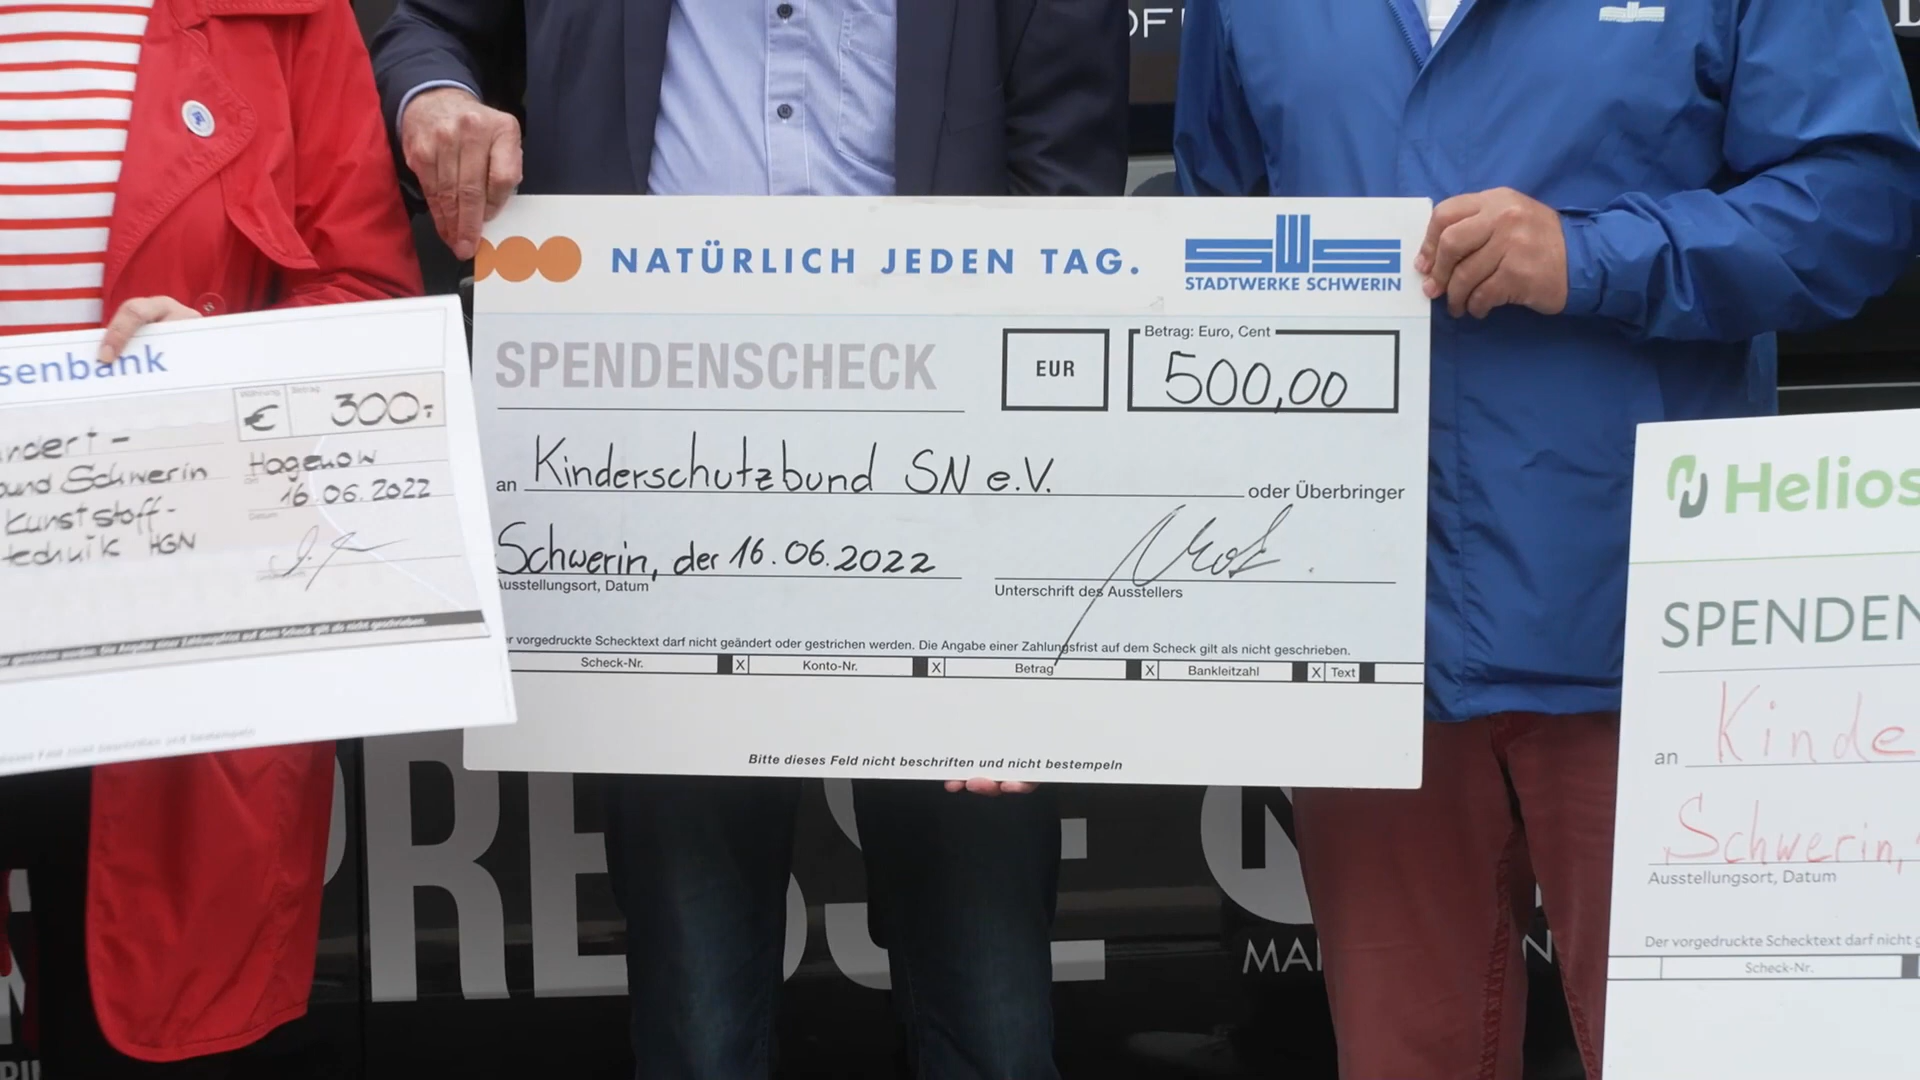 NATÜRLICH JEDEN TAG.
SWS
STADTWERKE SCHWERIN
SPENDENSCHECK
EUR
Betrag: Euro, Cent
500,00
an Kinderschutzbund SN e.V. oder Überbringer
Schwerin, der 16.06.2022
Ausstellungsort, Datum
Unterschrift des Ausstellers
vorgedruckte Schecktext darf nicht geändert oder gestrichen werden. Die Angabe einer Zahlungsfrist auf dem Scheck gilt als nicht geschrieben.
Scheck-Nr. X Konto-Nr. X Betrag X Bankleitzahl X Text
Bitte dieses Feld nicht beschriften und nicht bestempeln
senbank
Betrag
€ 300,-
ndert-
und Schwerin
Kunststoff-
technik HGN
Hagenow
16.06.2022
Datum
Helios
SPENDEN
an Kinde
Schwerin,
Ausstellungsort, Datum
Der vorgedruckte Schecktext darf nicht
Scheck-Nr.
PRESSE
MA